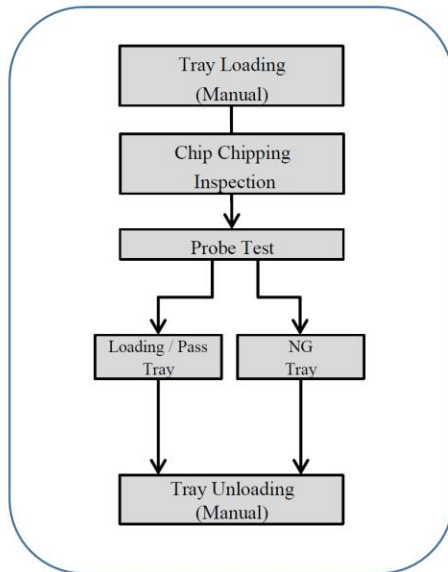 Tray Loading
(Manual)
Chip Chipping
Inspection
Probe Test
Loading / Pass
Tray
NG
Tray
Tray Unloading
(Manual)